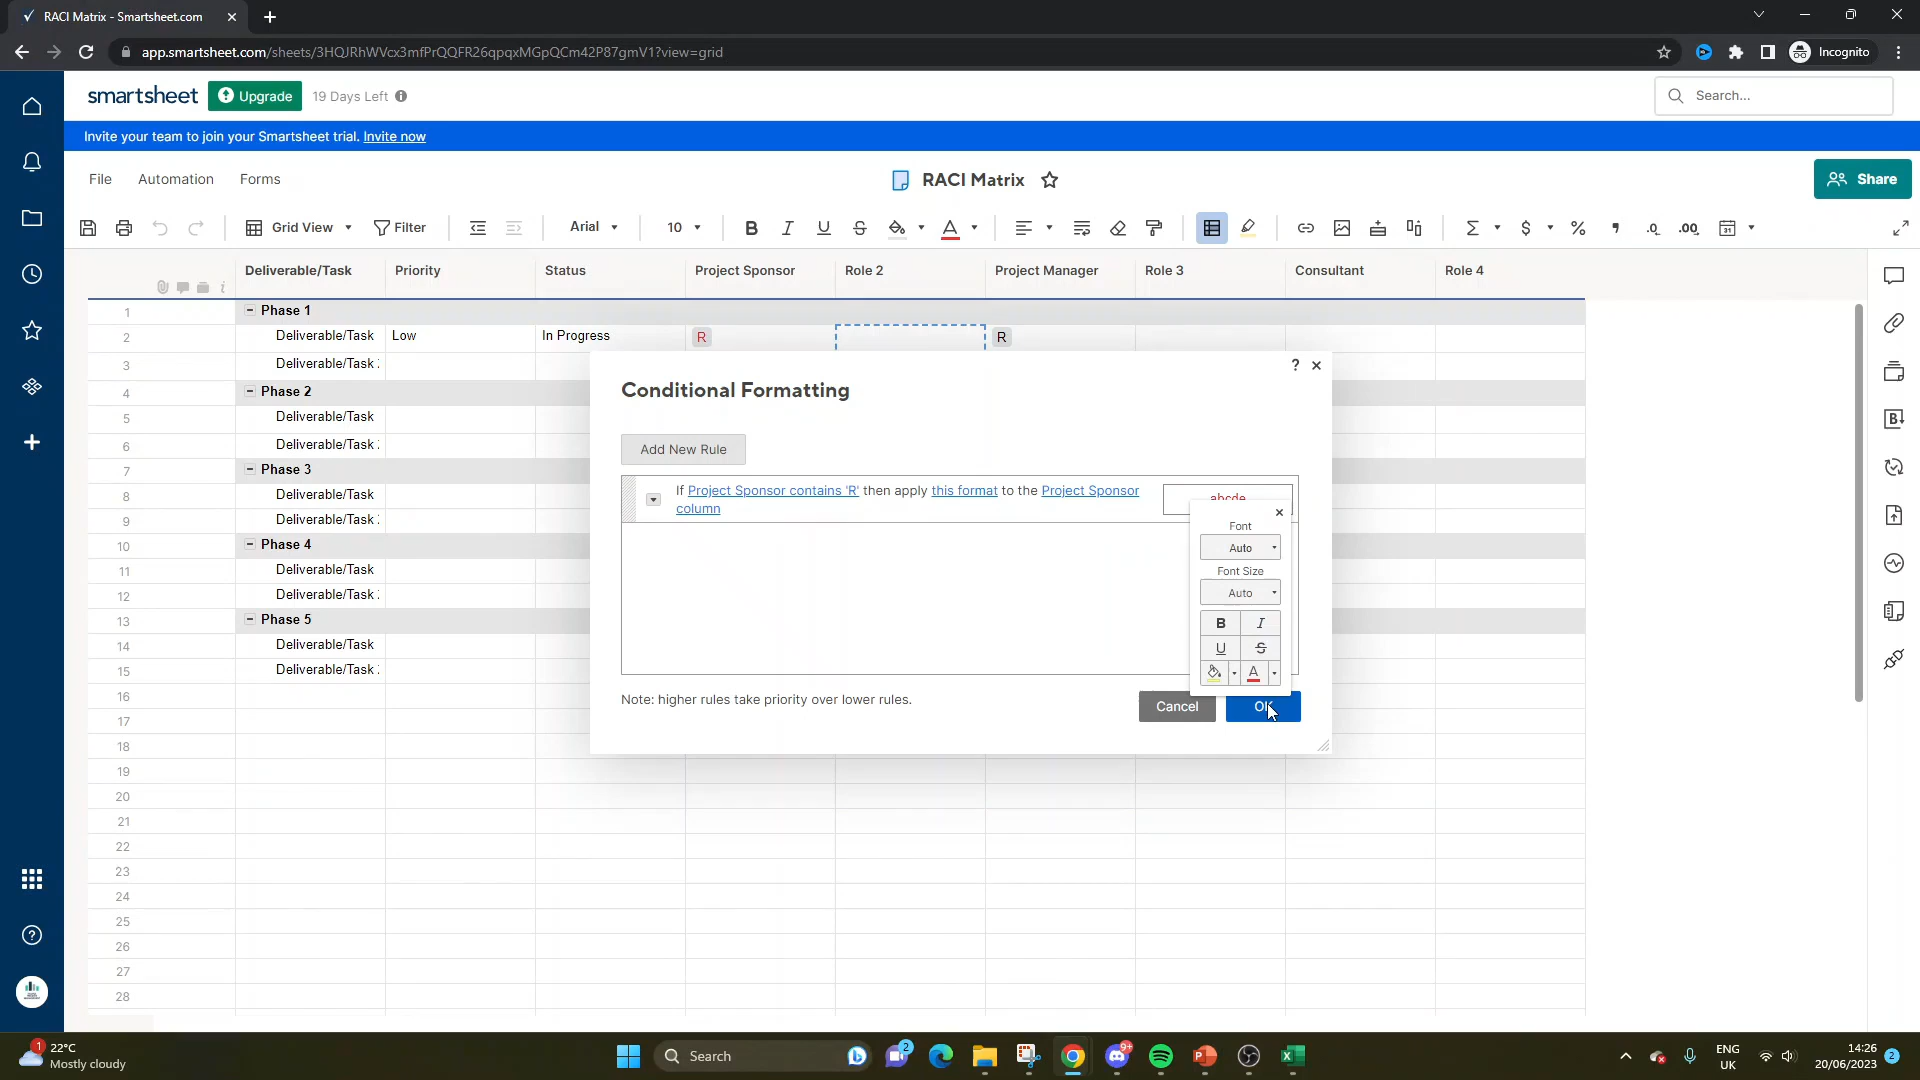 RACI Matrix - Smartsheet.com
app.smartsheet.com/sheets/3HQJRhWVcx3mfPrQQFR26qpqxMGpQCm42P87gmV1?view=grid
Incognito
smartsheet
Upgrade
19 Days Left
Search...
Invite your team to join your Smartsheet trial. Invite now
File Automation Forms
RACI Matrix
Share
Grid View Filter Arial 10 B I U S A
Deliverable/Task Priority Status Project Sponsor Role 2 Project Manager Role 3 Consultant Role 4
1 Phase 1
2 Deliverable/Task Low In Progress R R
3 Deliverable/Task
4 Phase 2
5 Deliverable/Task
6 Deliverable/Task
7 Phase 3
8 Deliverable/Task
9 Deliverable/Task
10 Phase 4
11 Deliverable/Task
12 Deliverable/Task
13 Phase 5
14 Deliverable/Task
15 Deliverable/Task
16
17
18
19
20
21
22
23
24
25
26
27
28
Conditional Formatting
Add New Rule
If Project Sponsor contains 'R' then apply this format to the Project Sponsor
column
abcde
Font
Auto
Font Size
Auto
B I
U S
A
Note: higher rules take priority over lower rules.
Cancel OK
1 22°C
Mostly cloudy
Search
2
9+
ENG
UK
14:26
20/06/2023
2